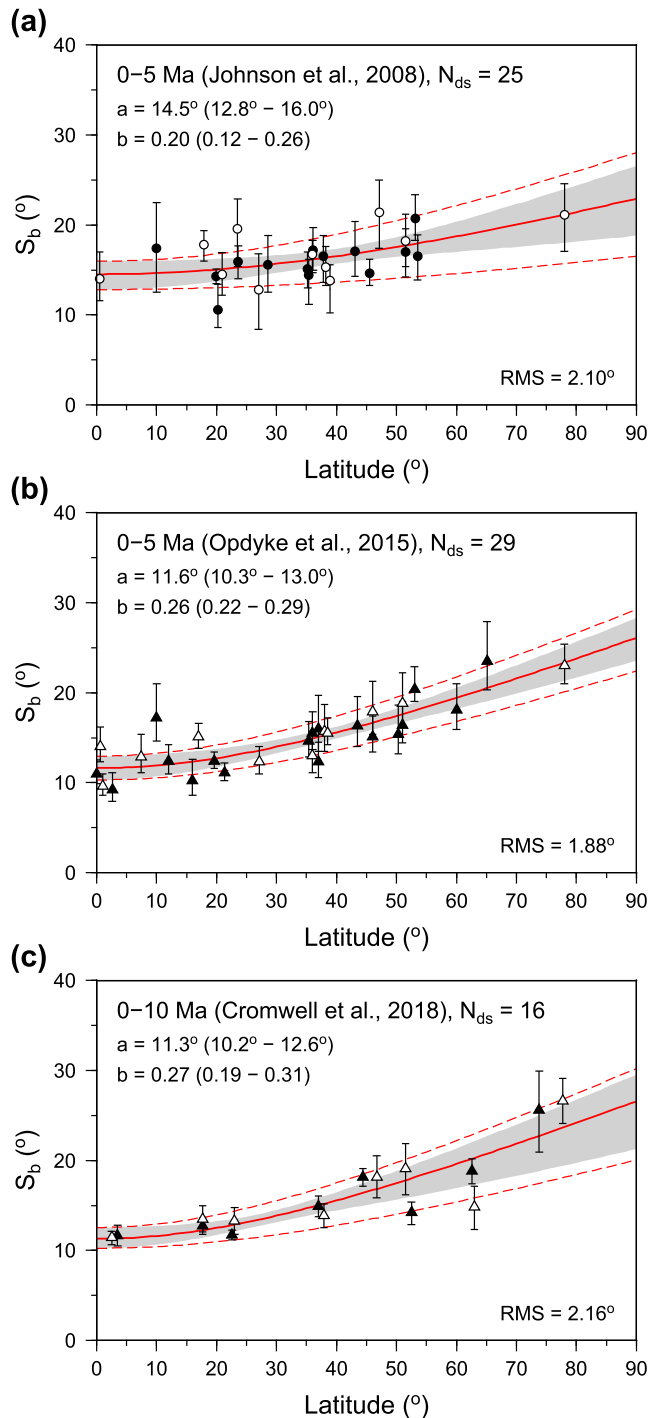 (a)
40
30
20
10
0
S_b (°)
0−5 Ma (Johnson et al., 2008), N_ds = 25
a = 14.5° (12.8° − 16.0°)
b = 0.20 (0.12 − 0.26)
RMS = 2.10°
0 10 20 30 40 50 60 70 80 90
Latitude (°)
(b)
40
30
20
10
0
S_b (°)
0−5 Ma (Opdyke et al., 2015), N_ds = 29
a = 11.6° (10.3° − 13.0°)
b = 0.26 (0.22 − 0.29)
RMS = 1.88°
0 10 20 30 40 50 60 70 80 90
Latitude (°)
(c)
40
30
20
10
0
S_b (°)
0−10 Ma (Cromwell et al., 2018), N_ds = 16
a = 11.3° (10.2° − 12.6°)
b = 0.27 (0.19 − 0.31)
RMS = 2.16°
0 10 20 30 40 50 60 70 80 90
Latitude (°)